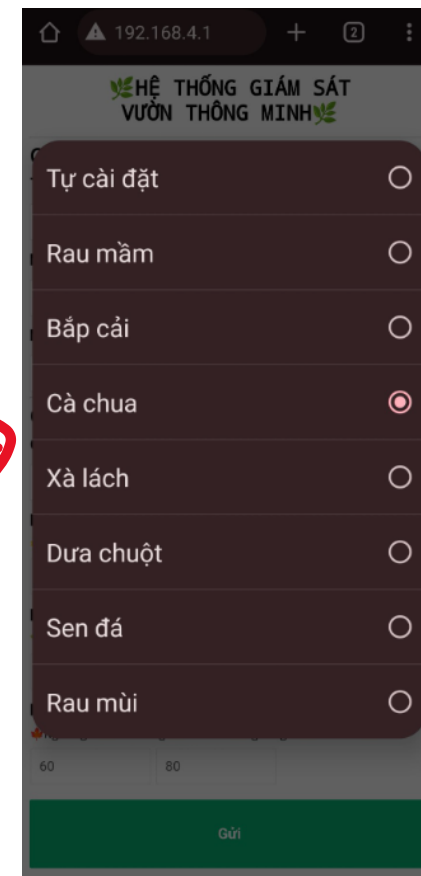 192.168.4.1
2
HỆ THỐNG GIÁM SÁT
VƯỜN THÔNG MINH
Tự cài đặt
Rau mầm
Bắp cải
Cà chua
Xà lách
Dưa chuột
Sen đá
Rau mùi
60 80
Gửi